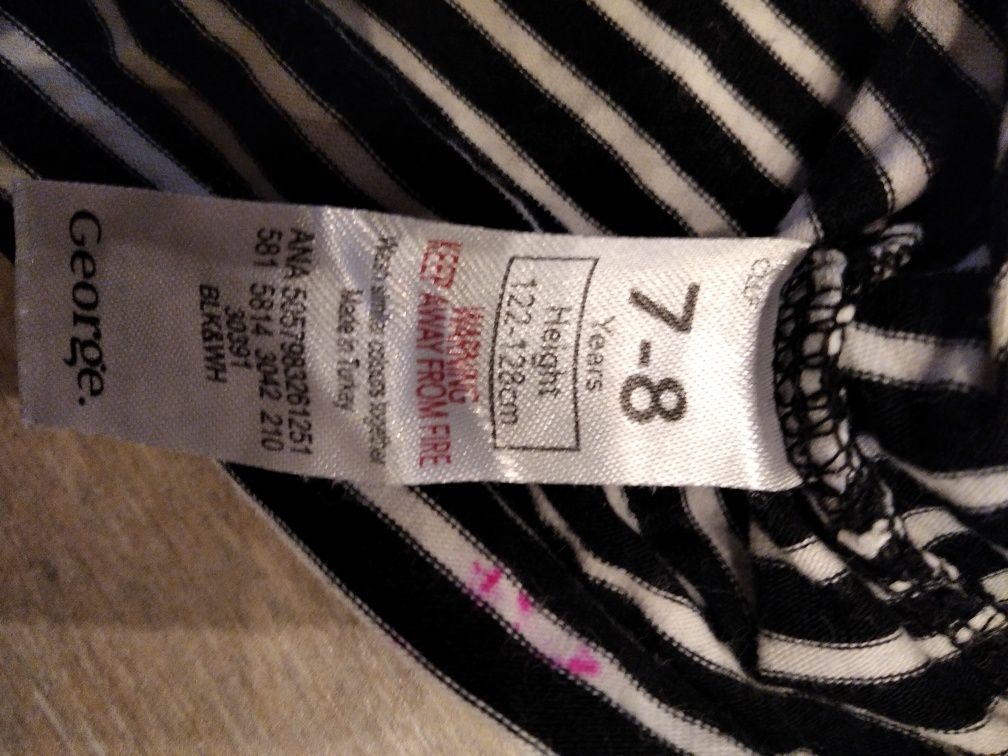 7-8
Years
Height
122-128cm
WARNING
KEEP AWAY FROM FIRE
Wash similar colours together
Made in Turkey
ANA 5057983261251
581 5814 3042 210
30391
BLK&WH
George.